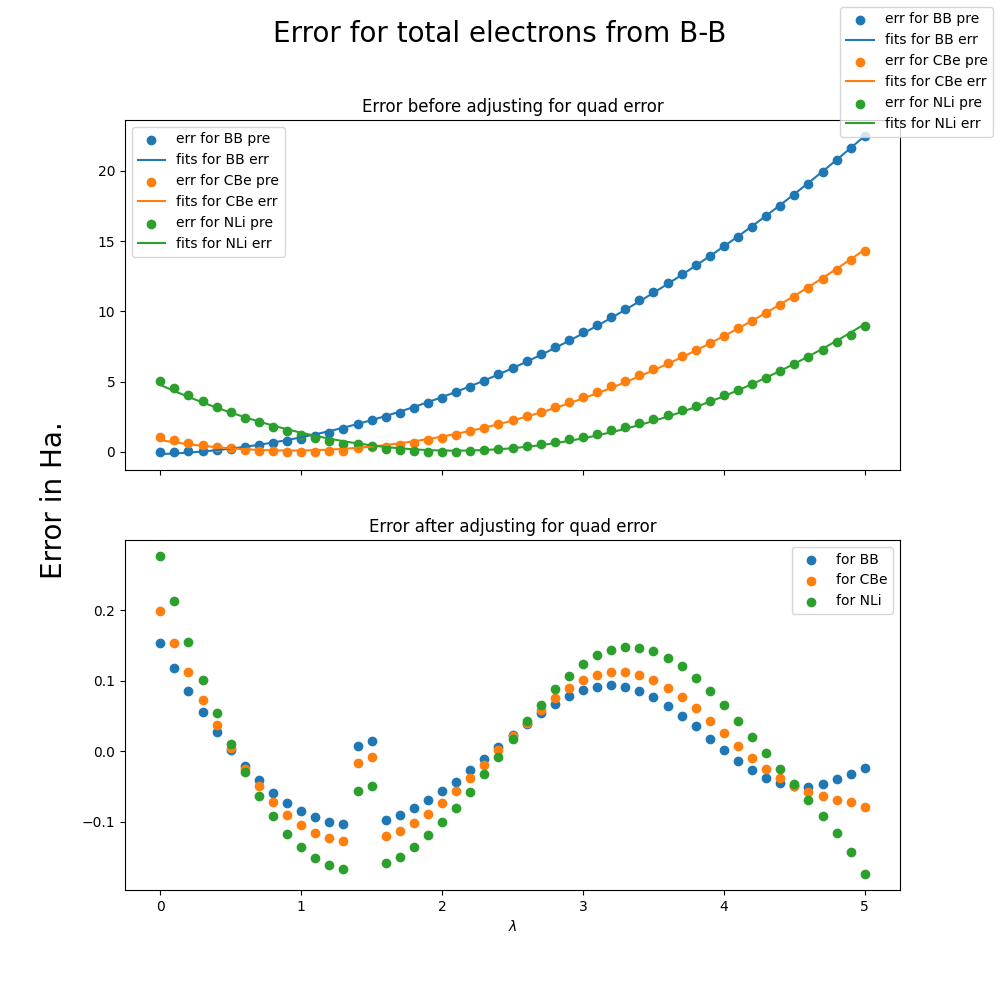 Error for total electrons from B-B
err for BB pre
fits for BB err
err for CBe pre
fits for CBe err
err for NLi pre
fits for NLi err
Error before adjusting for quad error
err for BB pre
fits for BB err
err for CBe pre
fits for CBe err
err for NLi pre
fits for NLi err
20
15
10
5
0
Error in Ha.
Error after adjusting for quad error
for BB
for CBe
for NLi
0.2
0.1
0.0
−0.1
0 1 2 3 4 5
λ